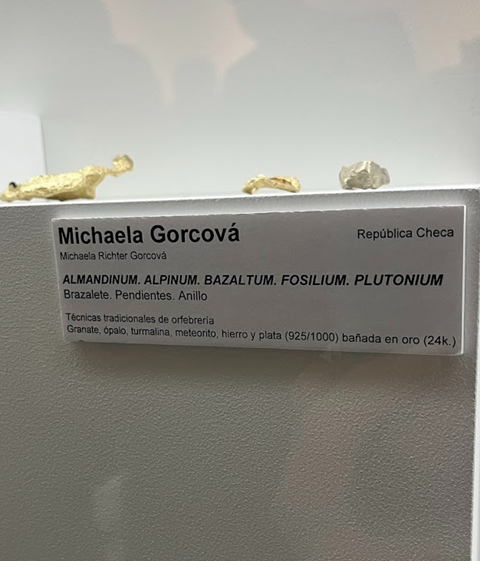 Michaela Gorcová
República Checa
Michaela Richter Gorcová
ALMANDINUM. ALPINUM. BAZALTUM. FOSILIUM. PLUTONIUM
Brazalete. Pendientes. Anillo
Técnicas tradicionales de orfebrería
Granate, ópalo, turmalina, meteorito, hierro y plata (925/1000) bañada en oro (24k.)